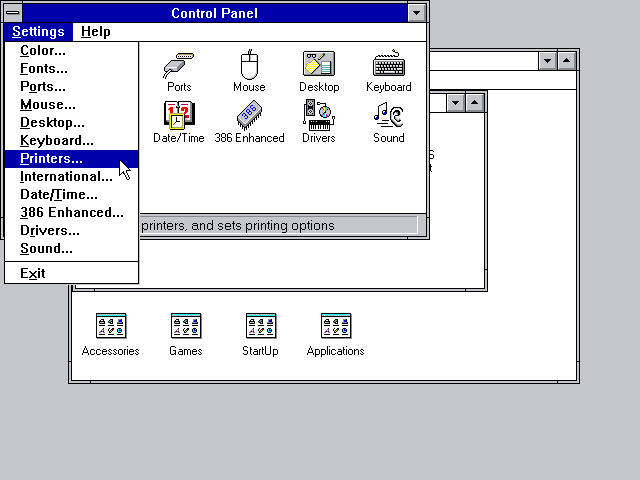 Control Panel
Settings Help
Color...
Fonts...
Ports...
Mouse...
Desktop...
Keyboard...
Printers...
International...
Date/Time...
386 Enhanced...
Drivers...
Sound...
Exit
Ports Mouse Desktop Keyboard
Date/Time 386 Enhanced Drivers Sound
printers, and sets printing options
Accessories Games StartUp Applications